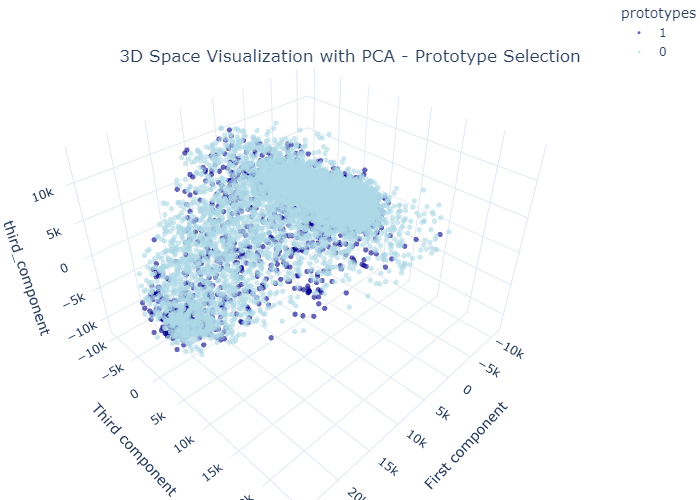 prototypes
1
0
3D Space Visualization with PCA - Prototype Selection
10k
5k
0
−5k
−10k
third_component
−10k
−5k
0
5k
10k
15k
Third component
−10k
−5k
0
5k
10k
15k
First component